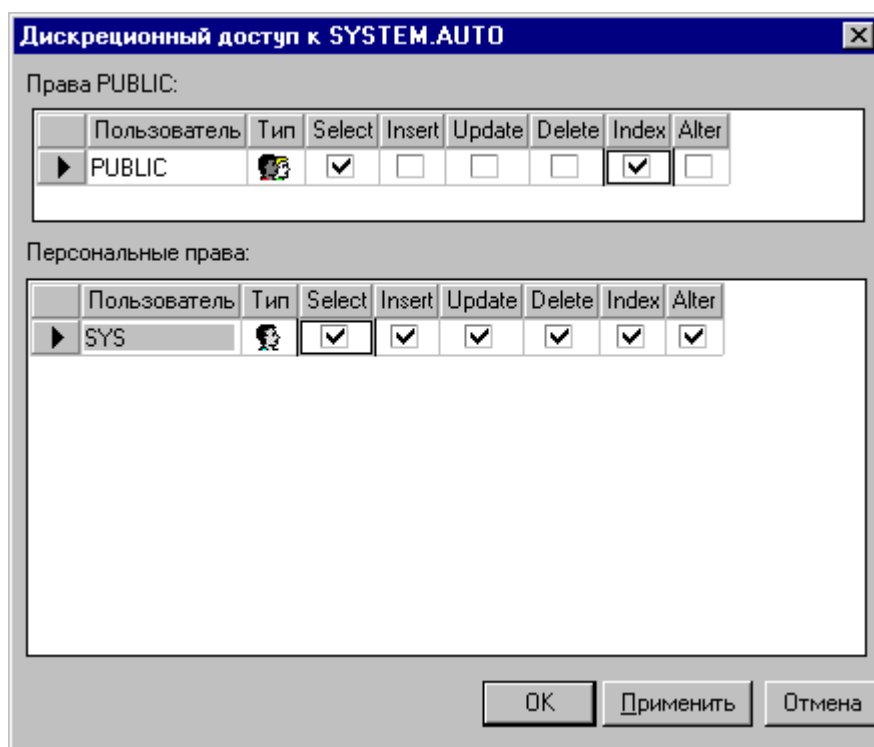 Дискреционный доступ к SYSTEM.AUTO
Права PUBLIC:
Пользователь Тип Select Insert Update Delete Index Alter
PUBLIC
Персональные права:
Пользователь Тип Select Insert Update Delete Index Alter
SYS
OK Применить Отмена